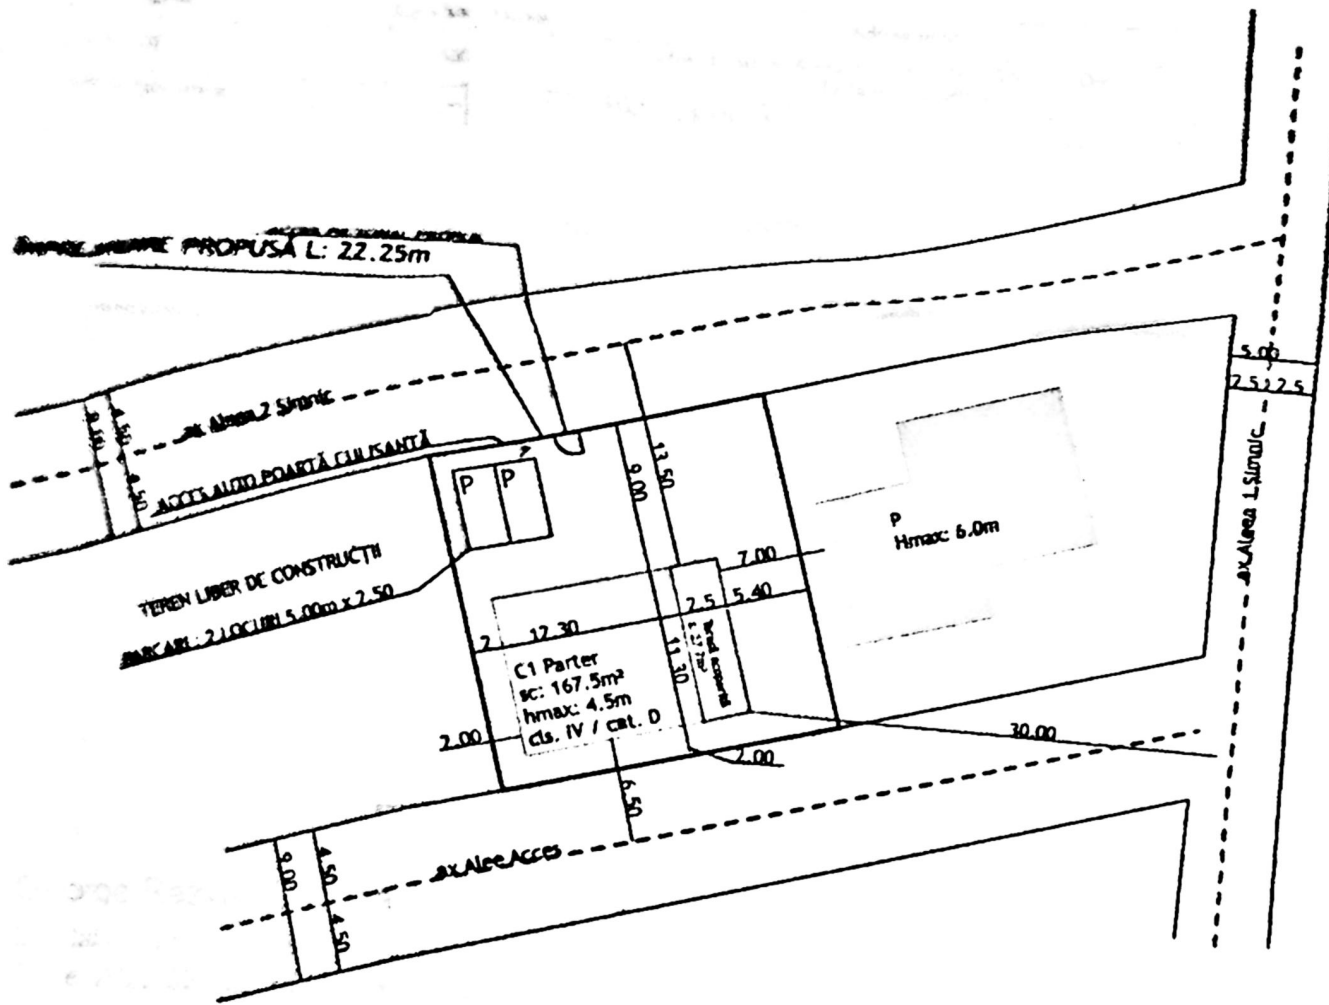 PROPUSĂ L: 22.25m
ax Aleea 2 Simnic
9.00
4.50
4.50
ACCES AUTO POARTĂ CULISANTĂ
TEREN LIBER DE CONSTRUCȚII
PARCARI: 2 LOCURI 5.00m x 2.50
P
P
9.00
13.50
7.00
2.5
5.40
2
17.30
11.30
C1 Parter
sc: 167.5m²
hmax: 4.5m
cls. IV / cat. D
2.00
2.00
6.50
30.00
P
Hmax: 6.0m
5.00
2.5
2.5
ax Aleea 1 Simnic
ax Alee Acces
9.00
4.50
4.50